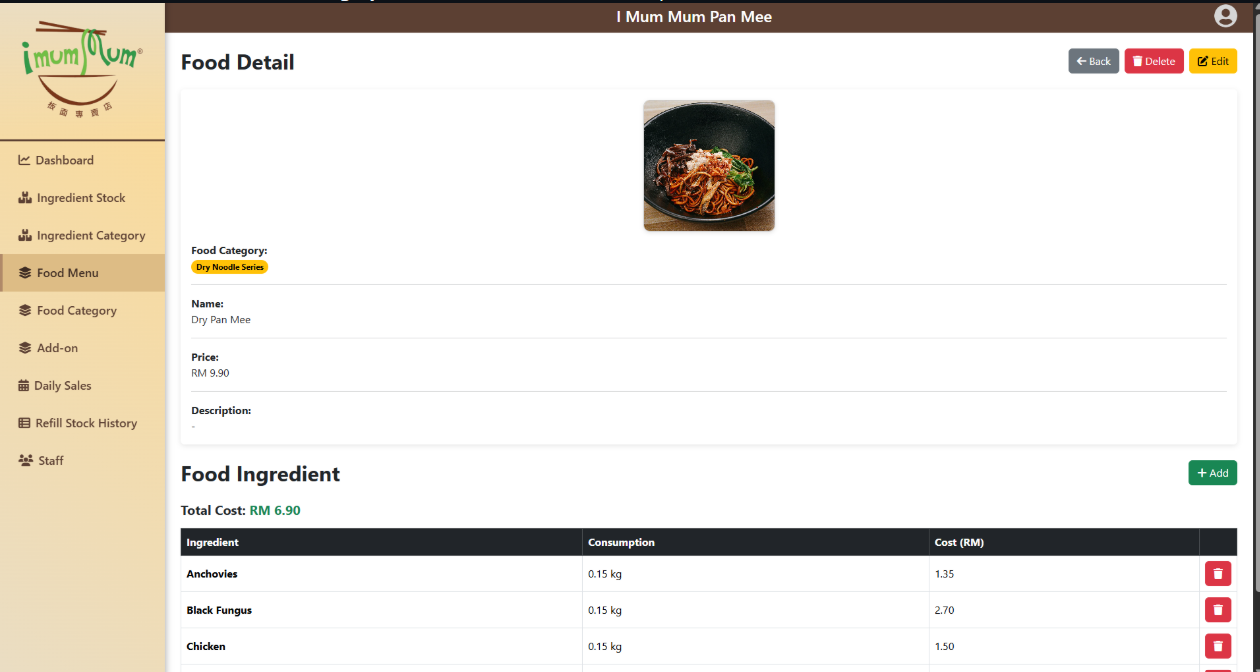 I Mum Mum Pan Mee
imum Mum®
板面專賣店
Dashboard
Ingredient Stock
Ingredient Category
Food Menu
Food Category
Add-on
Daily Sales
Refill Stock History
Staff
Food Detail
Back
Delete
Edit
Food Category:
Dry Noodle Series
Name:
Dry Pan Mee
Price:
RM 9.90
Description:
-
Food Ingredient
+ Add
Total Cost: RM 6.90
Ingredient Consumption Cost (RM)
Anchovies 0.15 kg 1.35
Black Fungus 0.15 kg 2.70
Chicken 0.15 kg 1.50